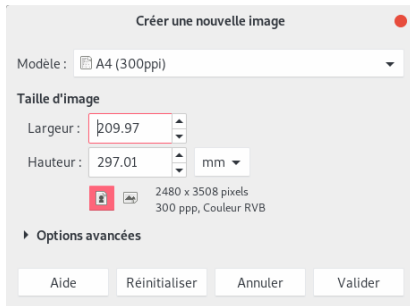 Créer une nouvelle image
Modèle : A4 (300ppi)
Taille d'image
Largeur : 209.97
Hauteur : 297.01 mm
2480 x 3508 pixels
300 ppp, Couleur RVB
Options avancées
Aide Réinitialiser Annuler Valider